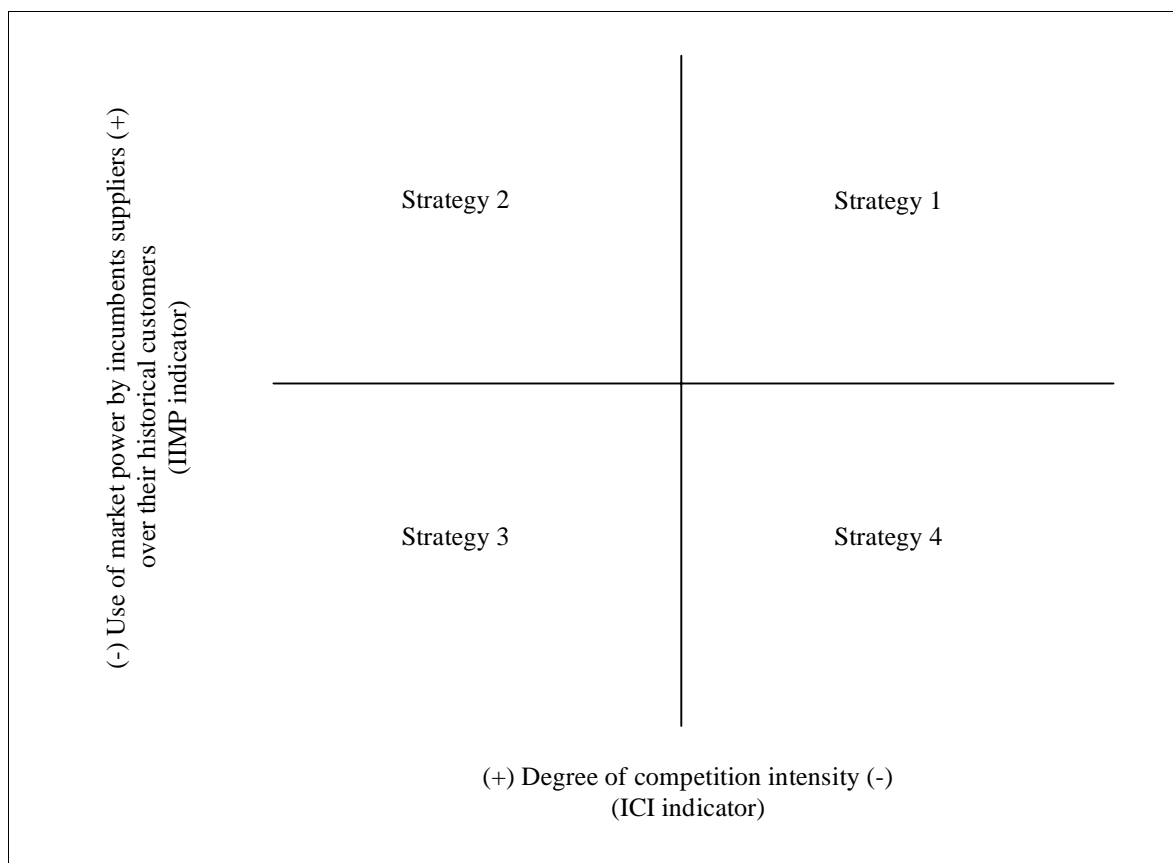 Strategy 2
Strategy 1
(-) Use of market power by incumbents suppliers (+)
over their historical customers
(IIMP indicator)
Strategy 3
Strategy 4
(+) Degree of competition intensity (-)
(ICI indicator)